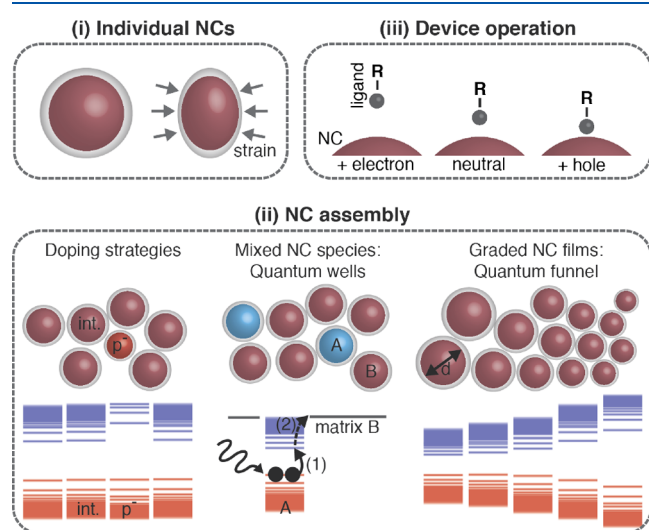 (i) Individual NCs
strain
(iii) Device operation
ligand
R
R
R
NC
+ electron
neutral
+ hole
(ii) NC assembly
Doping strategies
int.
p-
int.
p-
Mixed NC species:
Quantum wells
A
B
(2)
matrix B
(1)
A
Graded NC films:
Quantum funnel
d